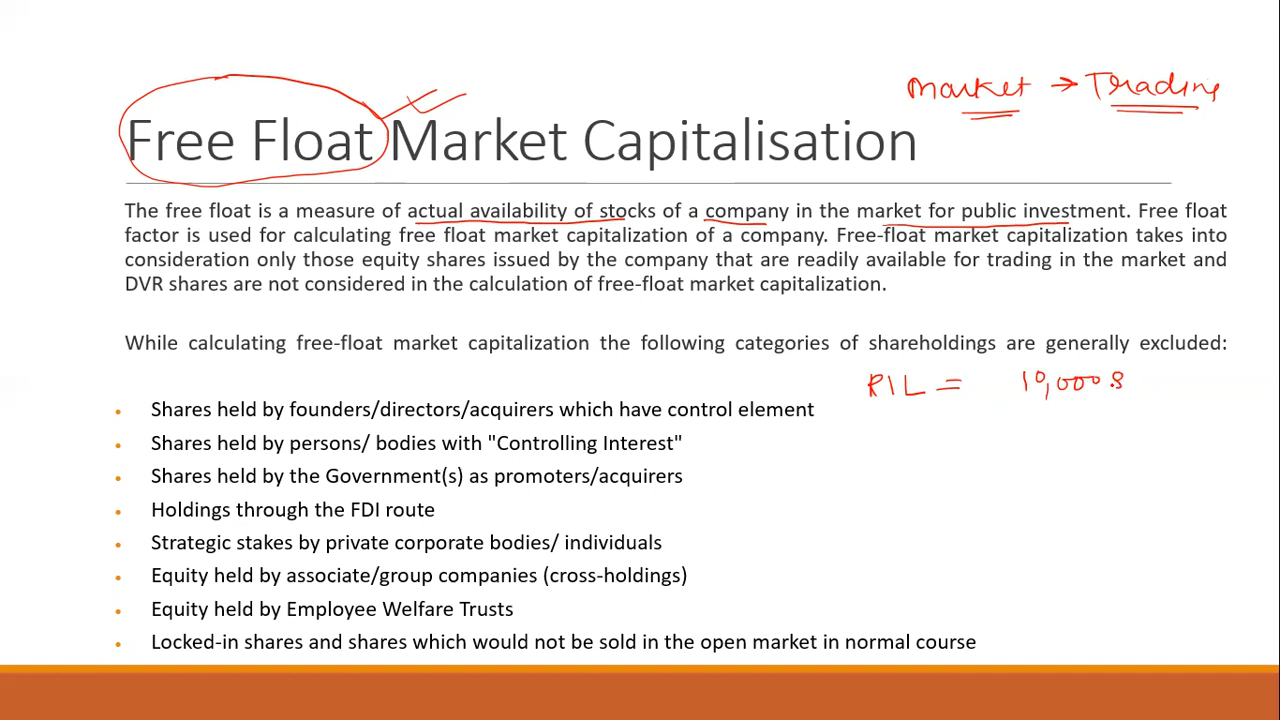 Market → Trading
Free Float Market Capitalisation
The free float is a measure of actual availability of stocks of a company in the market for public investment. Free float
factor is used for calculating free float market capitalization of a company. Free-float market capitalization takes into
consideration only those equity shares issued by the company that are readily available for trading in the market and
DVR shares are not considered in the calculation of free-float market capitalization.
While calculating free-float market capitalization the following categories of shareholdings are generally excluded:
RIL = 10,000 S
• Shares held by founders/directors/acquirers which have control element
• Shares held by persons/ bodies with "Controlling Interest"
• Shares held by the Government(s) as promoters/acquirers
• Holdings through the FDI route
• Strategic stakes by private corporate bodies/ individuals
• Equity held by associate/group companies (cross-holdings)
• Equity held by Employee Welfare Trusts
• Locked-in shares and shares which would not be sold in the open market in normal course